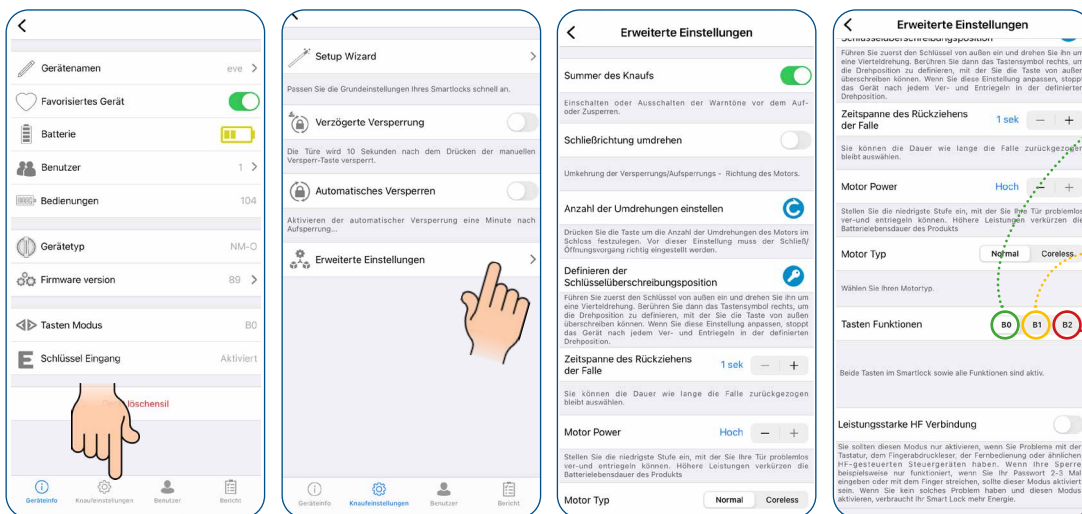 Gerätenamen eve
Favorisiertes Gerät
Batterie
Benutzer 1
Bedienungen 104
Gerätetyp NM-O
Firmware version 89
Tasten Modus B0
E Schlüssel Eingang Aktiviert
löschensil
Geräteinfo Knaufeinstellungen Benutzer Bericht
Setup Wizard
Passen Sie die Grundeinstellungen Ihres Smartlocks schnell an.
Verzögerte Versperrung
Die Türe wird 10 Sekunden nach dem Drücken der manuellen
Versperr-Taste versperrt.
Automatisches Versperren
Aktivieren der automatischer Versperrung eine Minute nach
Aufsperrung...
Erweiterte Einstellungen
Geräteinfo Knaufeinstellungen Benutzer Bericht
Erweiterte Einstellungen
Summer des Knaufs
Einschalten oder Ausschalten der Warntöne vor dem Auf-
oder Zusperren.
Schließrichtung umdrehen
Umkehrung der Versperrungs/Aufsperrungs - Richtung des Motors.
Anzahl der Umdrehungen einstellen
Drücken Sie die Taste um die Anzahl der Umdrehungen des Motors im
Schloss festzulegen. Vor dieser Einstellung muss der Schließ/
Öffnungsvorgang richtig eingestellt werden.
Definieren der
Schlüsselüberschreibungsposition
Führen Sie zuerst den Schlüssel von außen ein und drehen Sie ihn um
eine Vierteldrehung. Berühren Sie dann das Tastensymbol rechts, um
die Drehposition zu definieren, mit der Sie die Taste von außen
überschreiben können. Wenn Sie diese Einstellung anpassen, stoppt
das Gerät nach jedem Ver- und Entriegeln in der definierten
Drehposition.
Zeitspanne des Rückziehens
der Falle 1 sek — +
Sie können die Dauer wie lange die Falle zurückgezogen
bleibt auswählen.
Motor Power Hoch — +
Stellen Sie die niedrigste Stufe ein, mit der Sie Ihre Tür problemlos
ver-und entriegeln können. Höhere Leistungen verkürzen die
Batterielebensdauer des Produkts
Motor Typ Normal Coreless
Erweiterte Einstellungen
Schlüsselüberschreibungsposition
Führen Sie zuerst den Schlüssel von außen ein und drehen Sie ihn um
eine Vierteldrehung. Berühren Sie dann das Tastensymbol rechts, um
die Drehposition zu definieren, mit der Sie die Taste von außen
überschreiben können. Wenn Sie diese Einstellung anpassen, stoppt
das Gerät nach jedem Ver- und Entriegeln in der definierten
Drehposition.
Zeitspanne des Rückziehens
der Falle 1 sek — +
Sie können die Dauer wie lange die Falle zurückgezogen
bleibt auswählen.
Motor Power Hoch — +
Stellen Sie die niedrigste Stufe ein, mit der Sie Ihre Tür problemlos
ver-und entriegeln können. Höhere Leistungen verkürzen die
Batterielebensdauer des Produkts
Motor Typ Normal Coreless
Wählen Sie Ihren Motortyp.
Tasten Funktionen B0 B1 B2
Beide Tasten im Smartlock sowie alle Funktionen sind aktiv.
Leistungsstarke HF Verbindung
Sie sollten diesen Modus nur aktivieren, wenn Sie Probleme mit der
Tastatur, dem Fingerabdruckleser, der Fernbedienung oder ähnlichen
HF-gesteuerten Steuergeräten haben. Wenn Ihre Sperre
beispielsweise nur funktioniert, wenn Sie Ihr Passwort 2-3 Mal
eingeben oder mit dem Finger streichen, sollte dieser Modus aktiviert
sein. Wenn Sie kein solches Problem haben und diesen Modus
aktivieren, verbraucht Ihr Smart Lock mehr Energie.